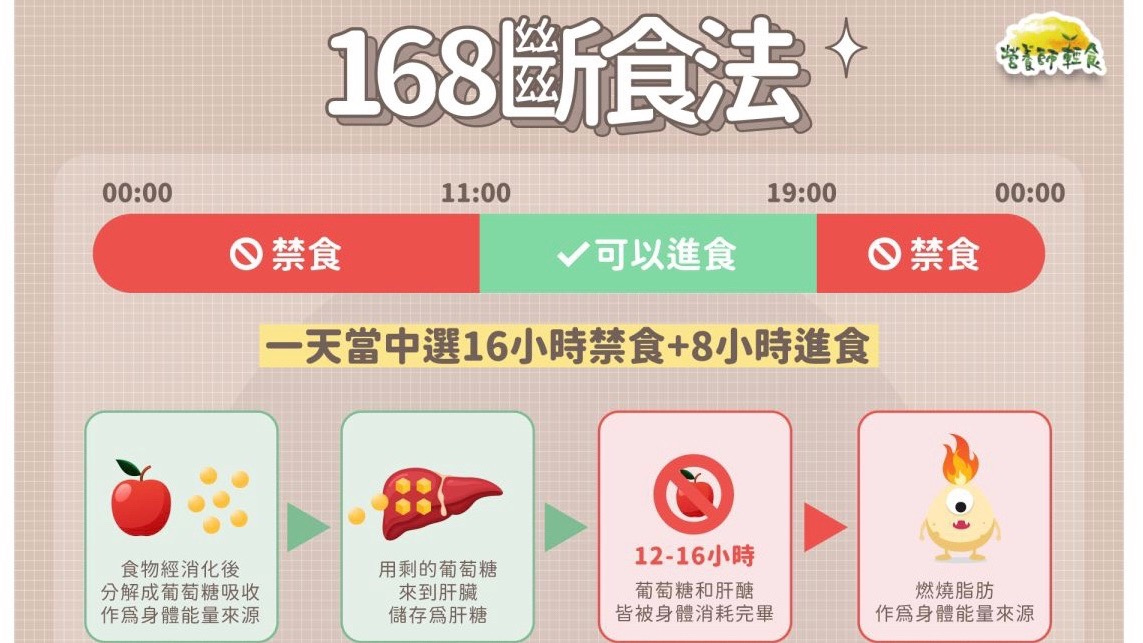 168斷食法
營養師輕食
00:00 11:00 19:00 00:00
禁食 可以進食 禁食
一天當中選16小時禁食+8小時進食
食物經消化後
分解成葡萄糖吸收
作爲身體能量來源
用剩的葡萄糖
來到肝臟
儲存爲肝糖
12-16小時
葡萄糖和肝醣
皆被身體消耗完畢
燃燒脂肪
作爲身體能量來源